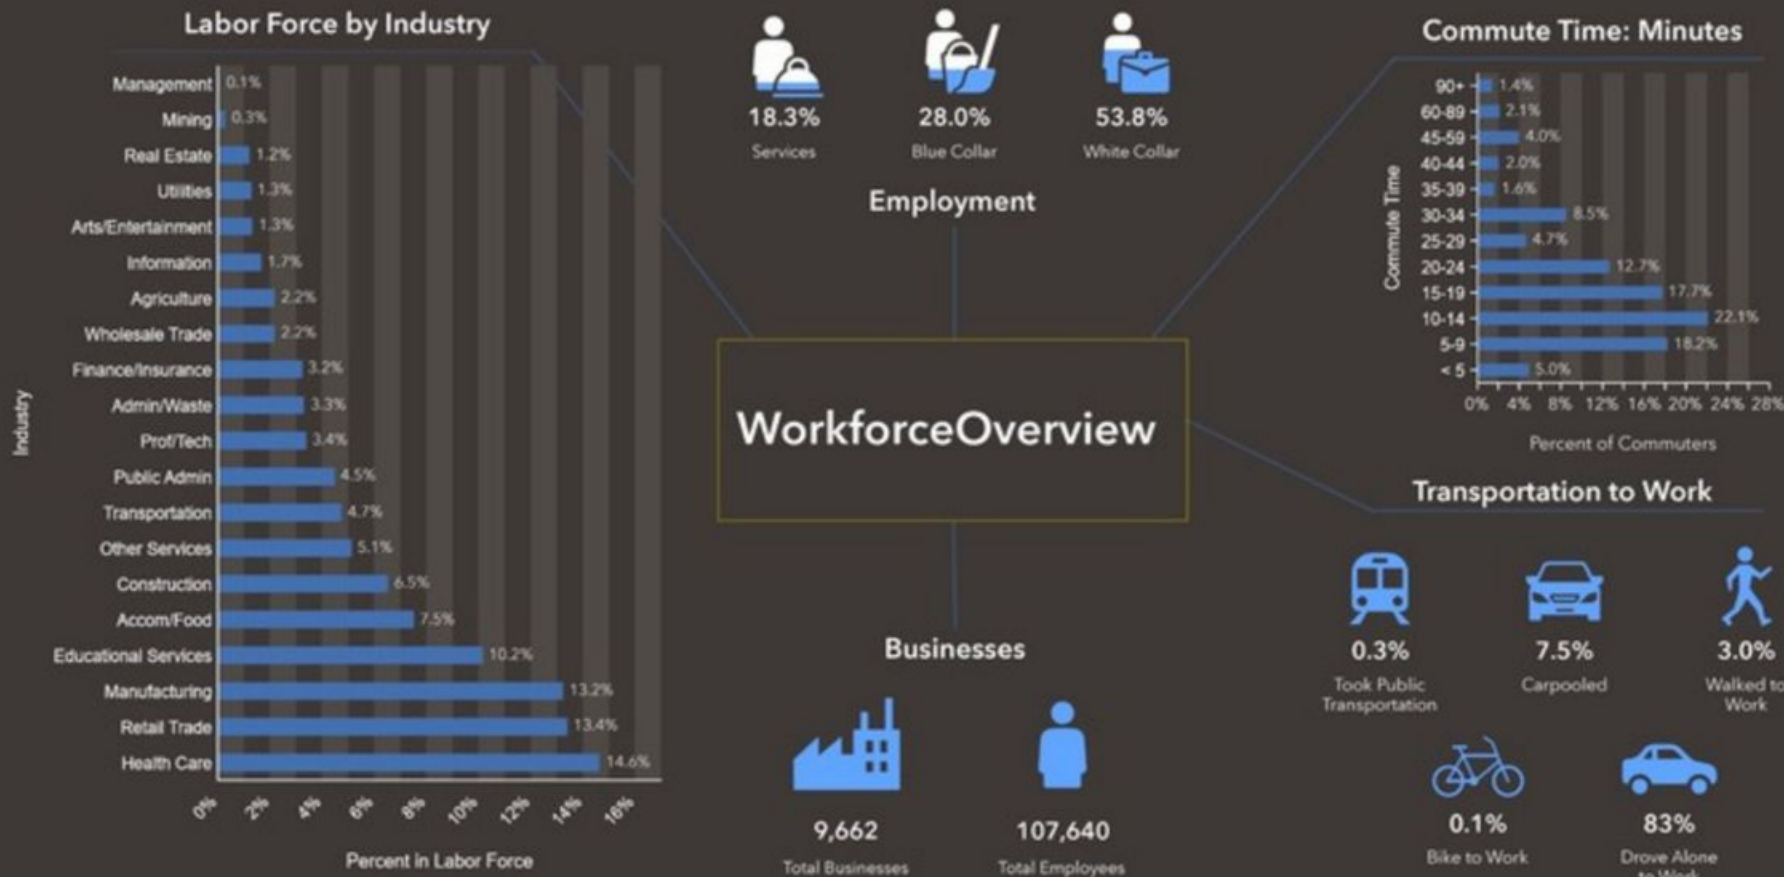 Labor Force by Industry
Industry
Management 0.1%
Mining 0.3%
Real Estate 1.2%
Utilities 1.3%
Arts/Entertainment 1.3%
Information 1.7%
Agriculture 2.2%
Wholesale Trade 2.2%
Finance/Insurance 3.2%
Admin/Waste 3.3%
Prof/Tech 3.4%
Public Admin 4.5%
Transportation 4.7%
Other Services 5.1%
Construction 6.5%
Accom/Food 7.5%
Educational Services 10.2%
Manufacturing 13.2%
Retail Trade 13.4%
Health Care 14.6%
0% 2% 4% 6% 8% 10% 12% 14% 16%
Percent in Labor Force
18.3% 28.0% 53.8%
Services Blue Collar White Collar
Employment
WorkforceOverview
Businesses
9,662 107,640
Total Businesses Total Employees
Commute Time: Minutes
Commute Time
90+ 1.4%
60-89 2.1%
45-59 4.0%
40-44 2.0%
35-39 1.6%
30-34 8.5%
25-29 4.7%
20-24 12.7%
15-19 17.7%
10-14 22.1%
5-9 18.2%
< 5 5.0%
0% 4% 8% 12% 16% 20% 24% 28%
Percent of Commuters
Transportation to Work
0.3% 7.5% 3.0%
Took Public Carpooled Walked to
Transportation Work
0.1% 83%
Bike to Work Drove Alone
to Work